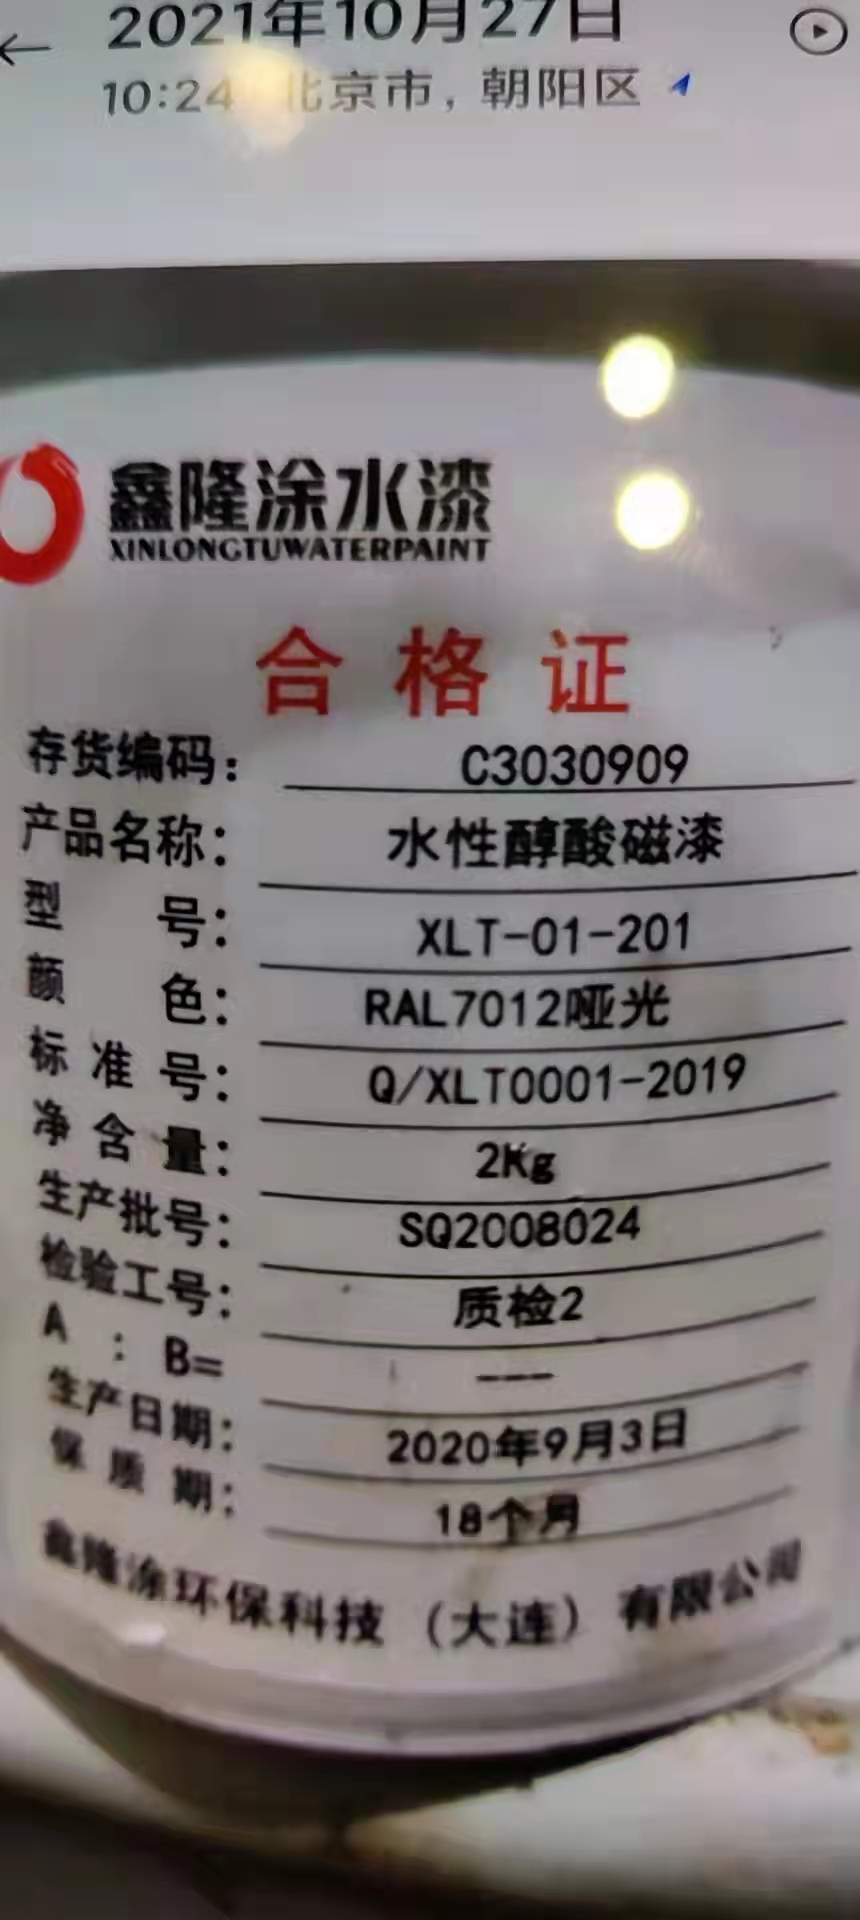 2021年10月27日
10:24 北京市，朝阳区
鑫隆涂水漆
XINLONGTUWATERPAINT
合格证
存货编码： C3030909
产品名称： 水性醇酸磁漆
型号： XLT-01-201
颜色： RAL7012哑光
标准号： Q/XLT0001-2019
净含量： 2Kg
生产批号： SQ2008024
检验工号： 质检2
A : B= ---
生产日期： 2020年9月3日
保质期： 18个月
鑫隆涂环保科技（大连）有限公司